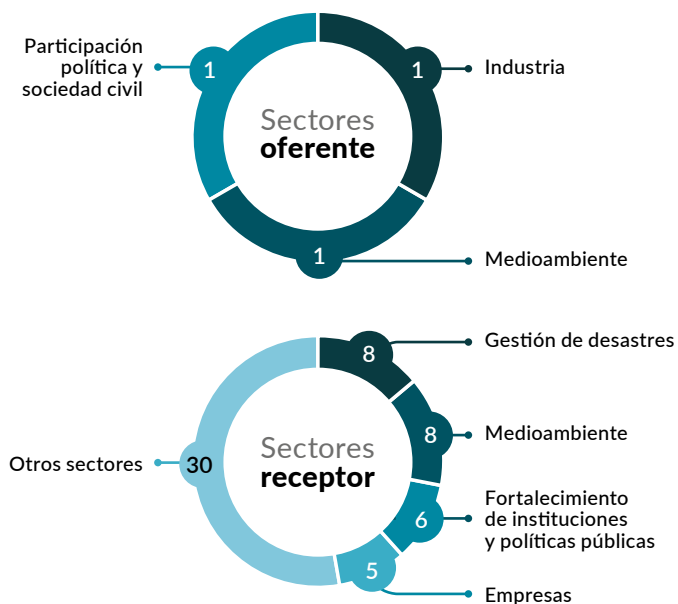 Participación
política y
sociedad civil
1
1
Industria
Sectores
oferente
1
Medioambiente
8
Gestión de desastres
8
Medioambiente
Sectores
receptor
Otros sectores
30
6
Fortalecimiento
de instituciones
y políticas públicas
5
Empresas